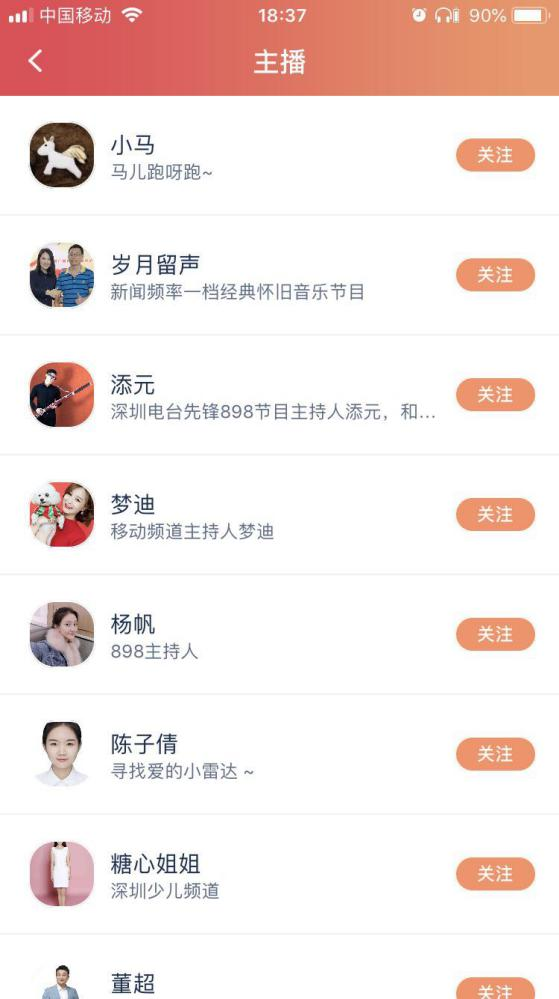 中国移动 18:37 90%
主播
小马
马儿跑呀跑~
关注
岁月留声
新闻频率一档经典怀旧音乐节目
关注
添元
深圳电台先锋898节目主持人添元，和...
关注
梦迪
移动频道主持人梦迪
关注
杨帆
898主持人
关注
陈子倩
寻找爱的小雷达 ~
关注
糖心姐姐
深圳少儿频道
关注
董超
关注